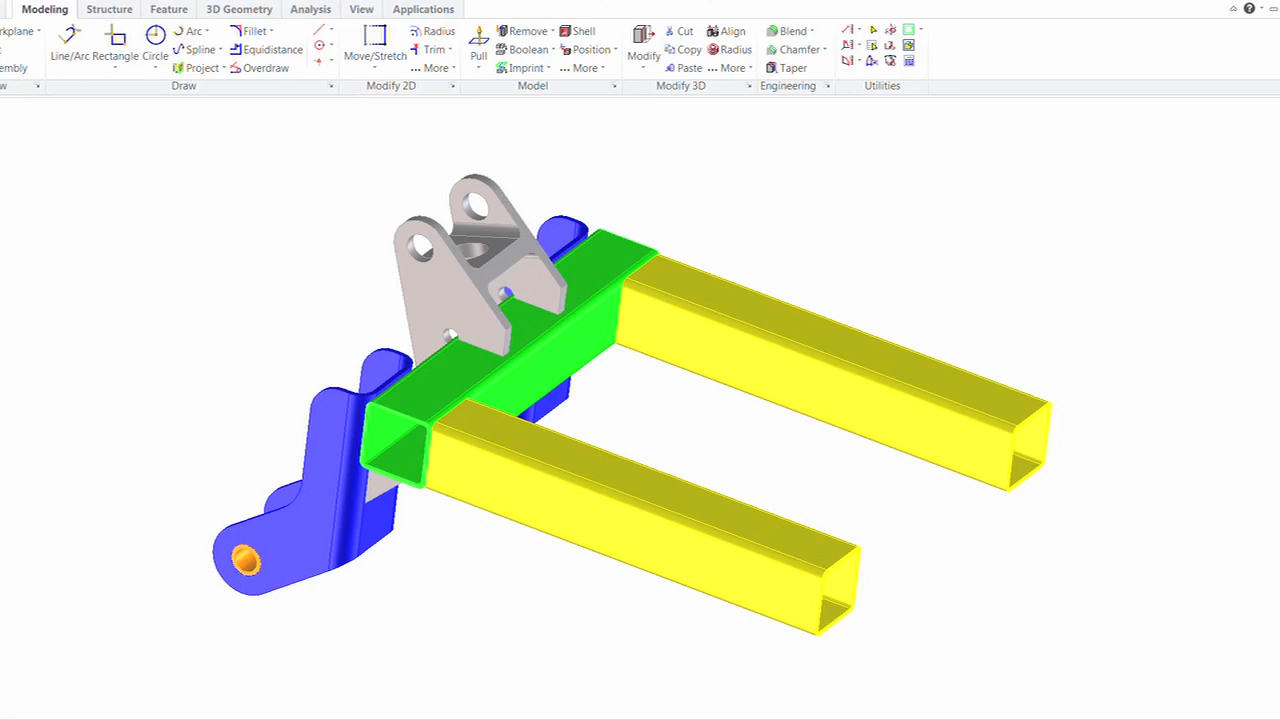 Modeling Structure Feature 3D Geometry Analysis View Applications
rkplane Arc Fillet Radius Remove Shell Cut Align Blend
Line/Arc Rectangle Circle Spline Equidistance Move/Stretch Trim Pull Boolean Position Modify Copy Radius Chamfer
sembly Project Overdraw ... More Imprint ... More Paste ... More Taper
w Draw Modify 2D Model Modify 3D Engineering Utilities